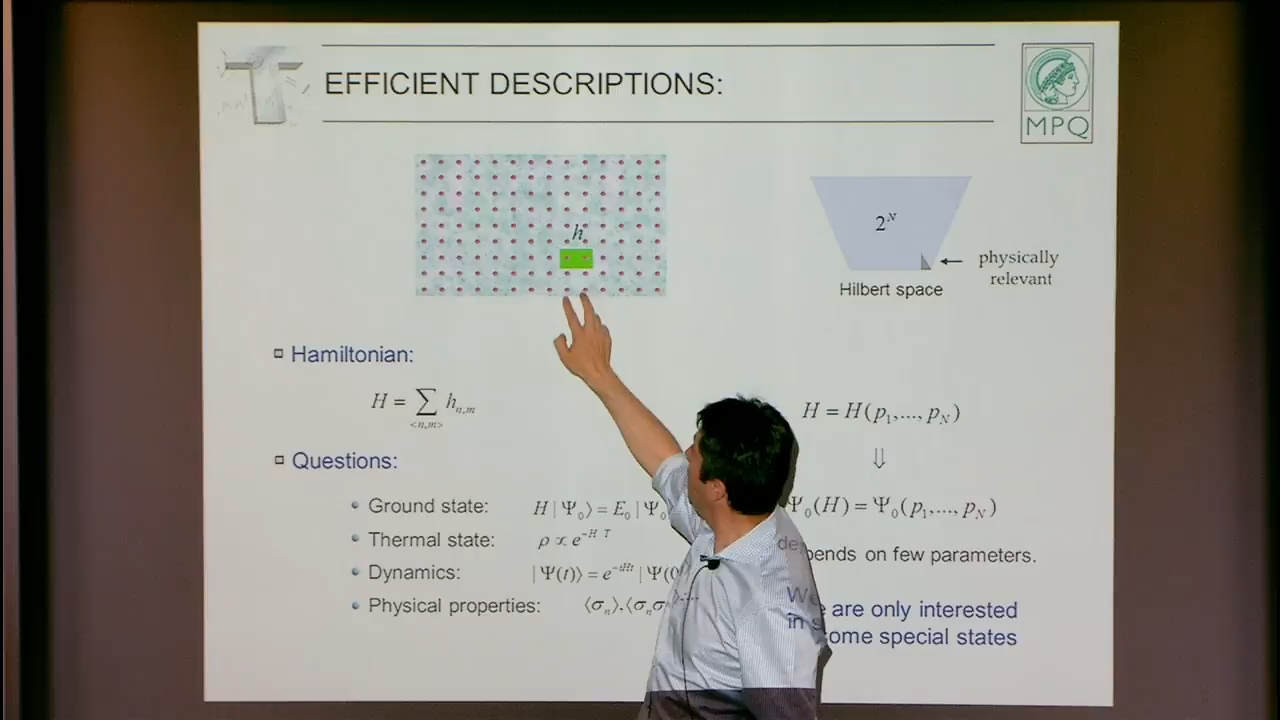 EFFICIENT DESCRIPTIONS:
MPQ
h
2^N
physically
relevant
Hilbert space
Hamiltonian:
H = ∑_{<n,m>} h_{n,m}
H = H(p_1,..., p_N)
⇓
Questions:
Ground state: H | Ψ_0⟩ = E_0 | Ψ_0
Ψ_0(H) = Ψ_0(p_1,..., p_N)
Thermal state: ρ ∝ e^{-H T}
depends on few parameters.
Dynamics: | Ψ(t)⟩ = e^{-iHt} | Ψ(0
Physical properties: ⟨σ_n⟩, ⟨σ_n σ
We are only interested
in some special states